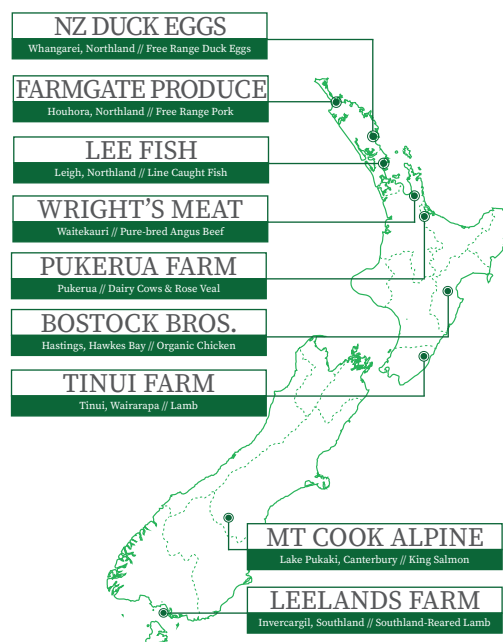 NZ DUCK EGGS
Whangarei, Northland // Free Range Duck Eggs
FARMGATE PRODUCE
Houhora, Northland // Free Range Pork
LEE FISH
Leigh, Northland // Line Caught Fish
WRIGHT'S MEAT
Waitekauri // Pure-bred Angus Beef
PUKERUA FARM
Pukerua // Dairy Cows & Rose Veal
BOSTOCK BROS.
Hastings, Hawkes Bay // Organic Chicken
TINUI FARM
Tinui, Wairarapa // Lamb
MT COOK ALPINE
Lake Pukaki, Canterbury // King Salmon
LEELANDS FARM
Invercargil, Southland // Southland-Reared Lamb